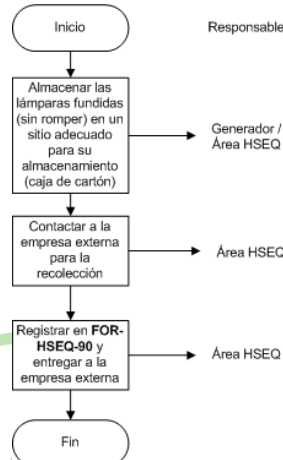 Inicio
Responsable
Almacenar las
lámparas fundidas
(sin romper) en un
sitio adecuado
para su
almacenamiento
(caja de cartón)
Generador /
Área HSEQ
Contactar a la
empresa externa
para la
recolección
Área HSEQ
Registrar en FOR-
HSEQ-90 y
entregar a la
empresa externa
Área HSEQ
Fin